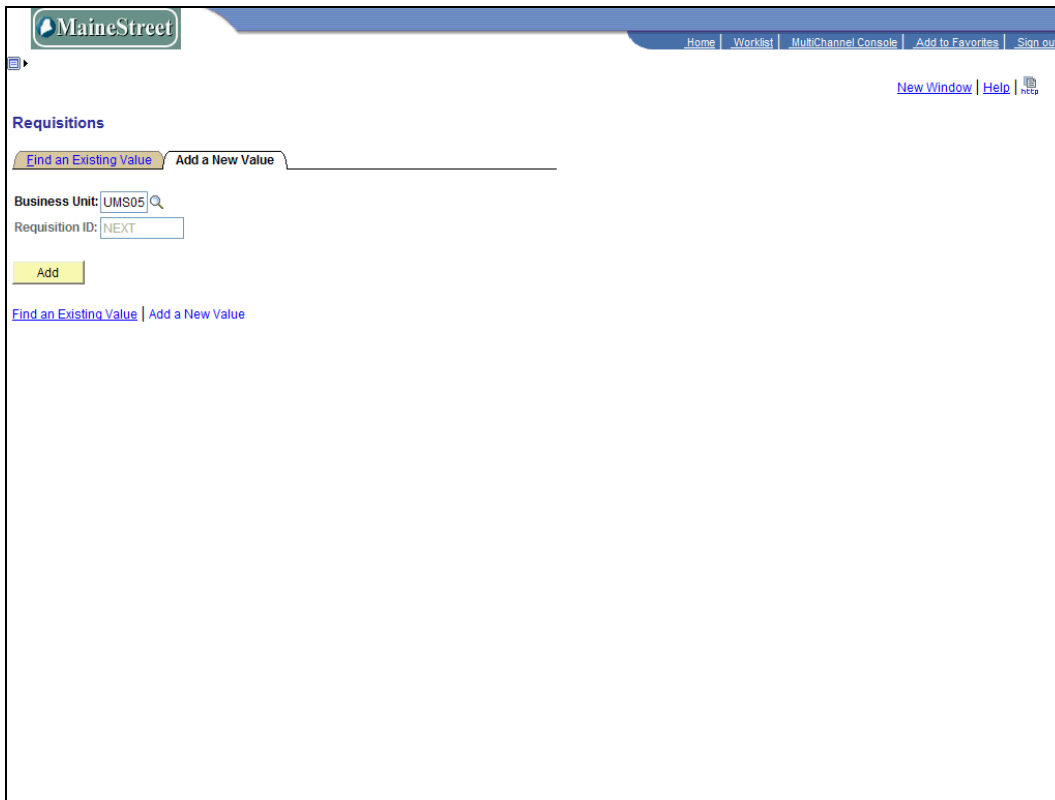 MaineStreet
Home | Worklist | MultiChannel Console | Add to Favorites | Sign ou
New Window | Help | http
Requisitions
Find an Existing Value Add a New Value
Business Unit: UMS05
Requisition ID: NEXT
Add
Find an Existing Value | Add a New Value